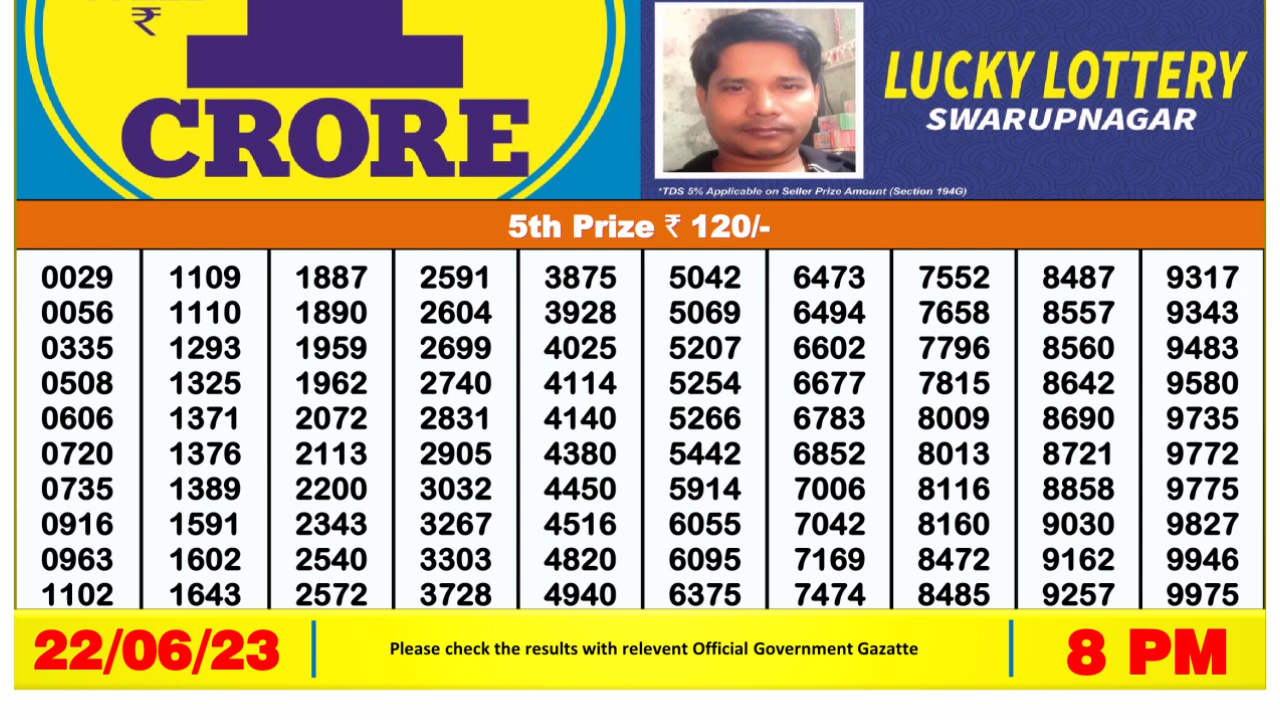 ₹
1
CRORE
LUCKY LOTTERY
SWARUPNAGAR
*TDS 5% Applicable on Seller Prize Amount (Section 194G)
5th Prize ₹ 120/-
0029 1109 1887 2591 3875 5042 6473 7552 8487 9317
0056 1110 1890 2604 3928 5069 6494 7658 8557 9343
0335 1293 1959 2699 4025 5207 6602 7796 8560 9483
0508 1325 1962 2740 4114 5254 6677 7815 8642 9580
0606 1371 2072 2831 4140 5266 6783 8009 8690 9735
0720 1376 2113 2905 4380 5442 6852 8013 8721 9772
0735 1389 2200 3032 4450 5914 7006 8116 8858 9775
0916 1591 2343 3267 4516 6055 7042 8160 9030 9827
0963 1602 2540 3303 4820 6095 7169 8472 9162 9946
1102 1643 2572 3728 4940 6375 7474 8485 9257 9975
22/06/23
Please check the results with relevent Official Government Gazatte
8 PM